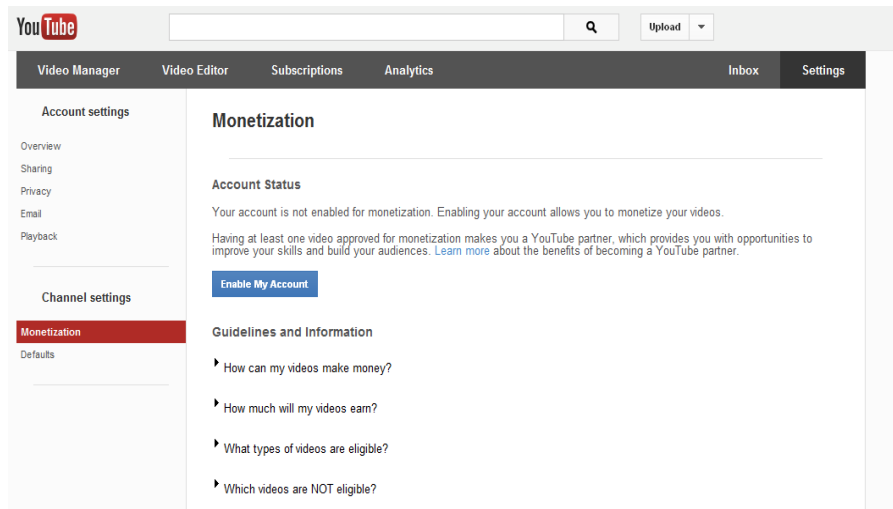 YouTube
Upload
Video Manager Video Editor Subscriptions Analytics Inbox Settings
Account settings
Overview
Sharing
Privacy
Email
Playback
Channel settings
Monetization
Defaults
Monetization
Account Status
Your account is not enabled for monetization. Enabling your account allows you to monetize your videos.
Having at least one video approved for monetization makes you a YouTube partner, which provides you with opportunities to
improve your skills and build your audiences. Learn more about the benefits of becoming a YouTube partner.
Enable My Account
Guidelines and Information
How can my videos make money?
How much will my videos earn?
What types of videos are eligible?
Which videos are NOT eligible?